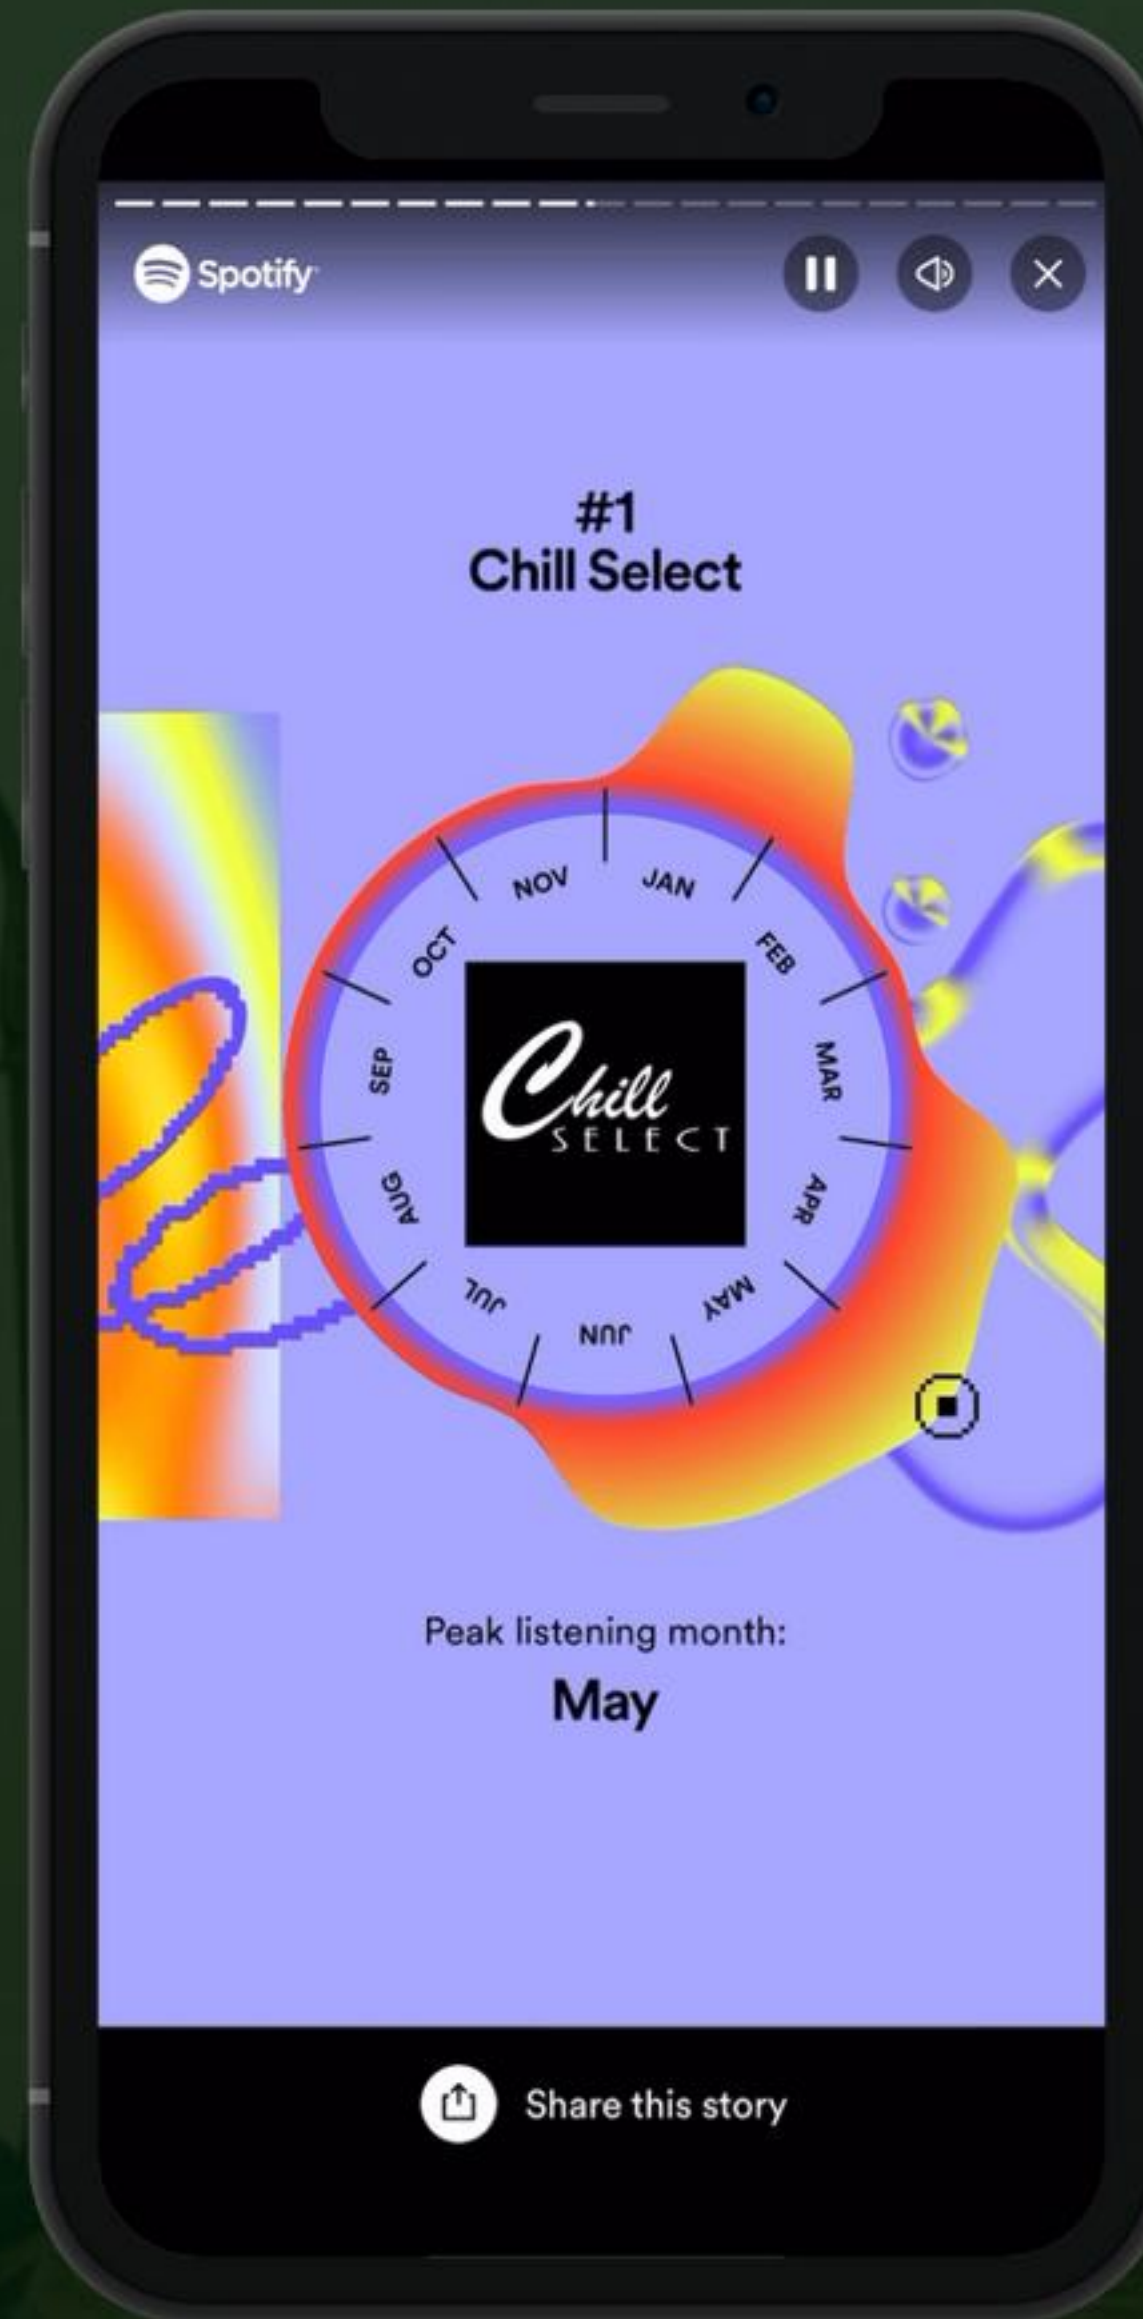 Spotify
#1
Chill Select
JAN
FEB
MAR
APR
MAY
JUN
JUL
AUG
SEP
OCT
NOV
Chill
SELECT
Peak listening month:
May
Share this story